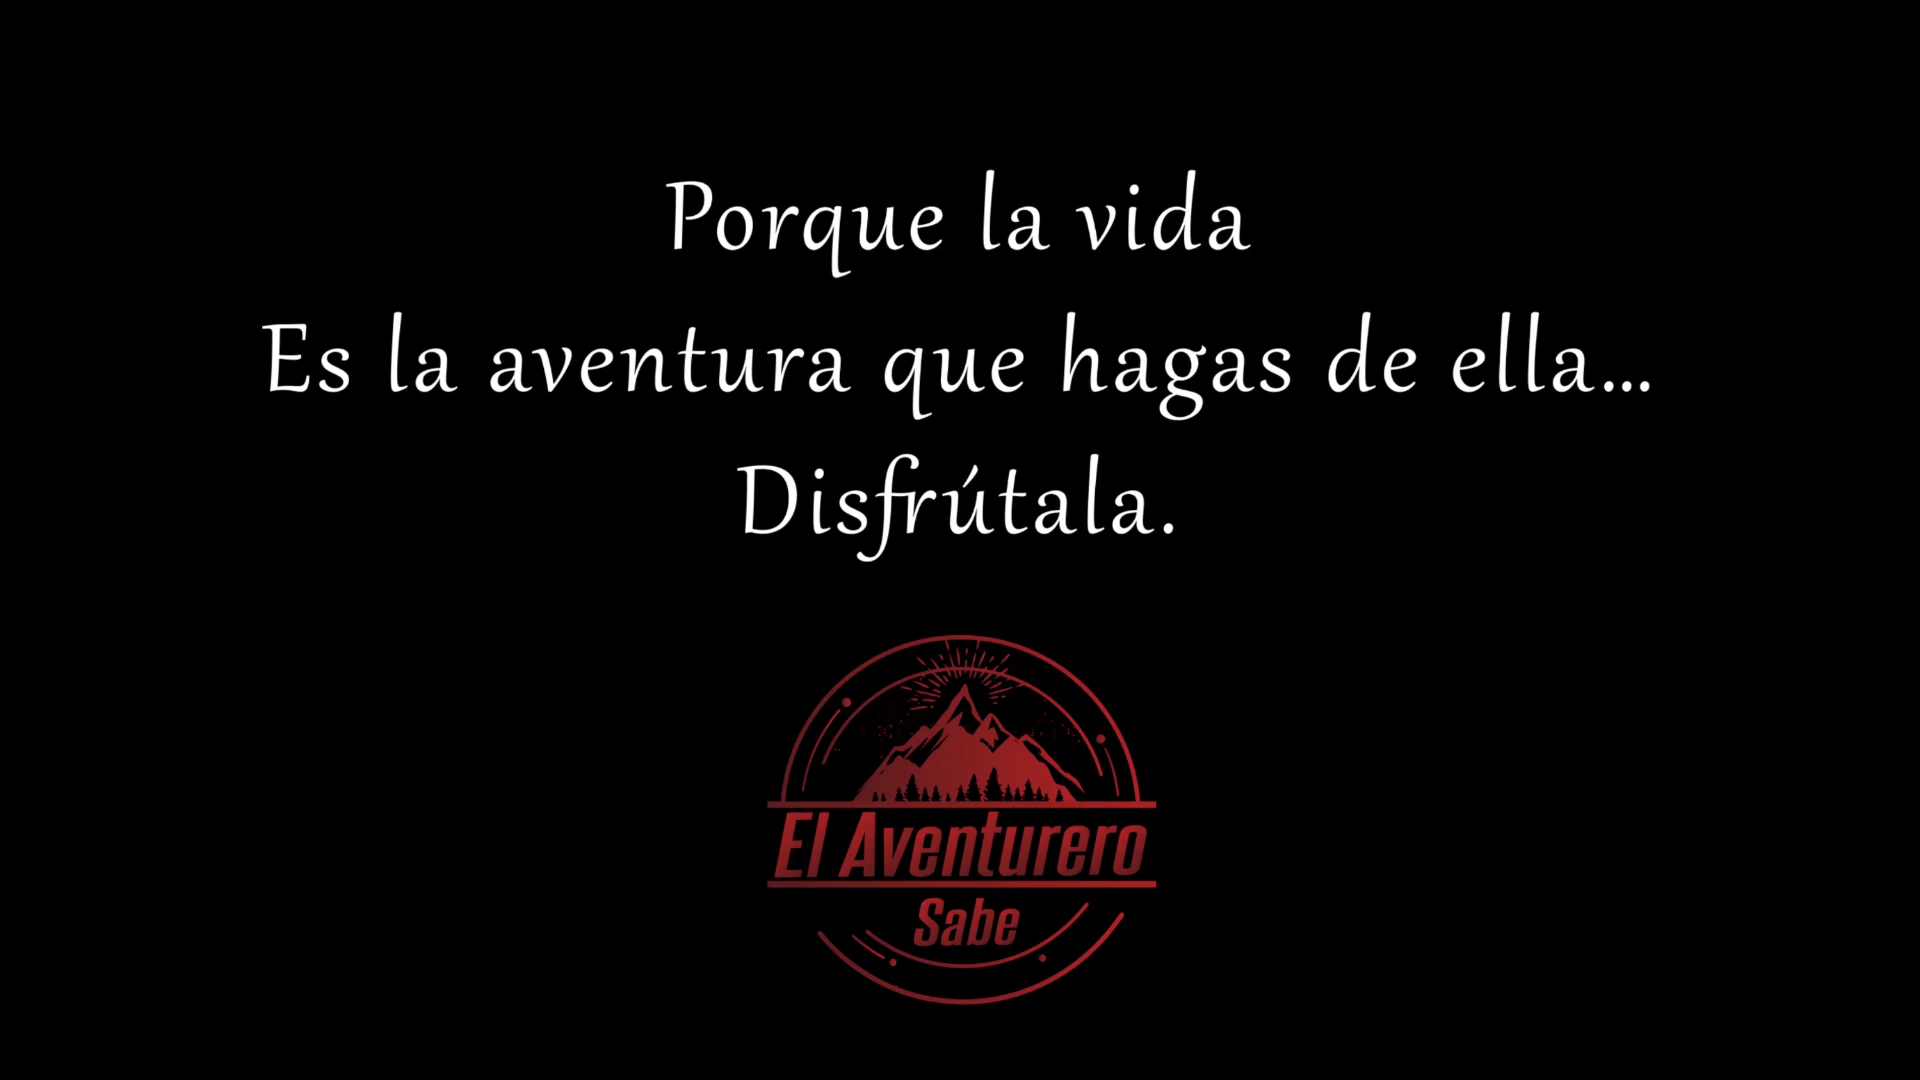 Porque la vida
Es la aventura que hagas de ella...
Disfrútala.
El Aventurero
Sabe